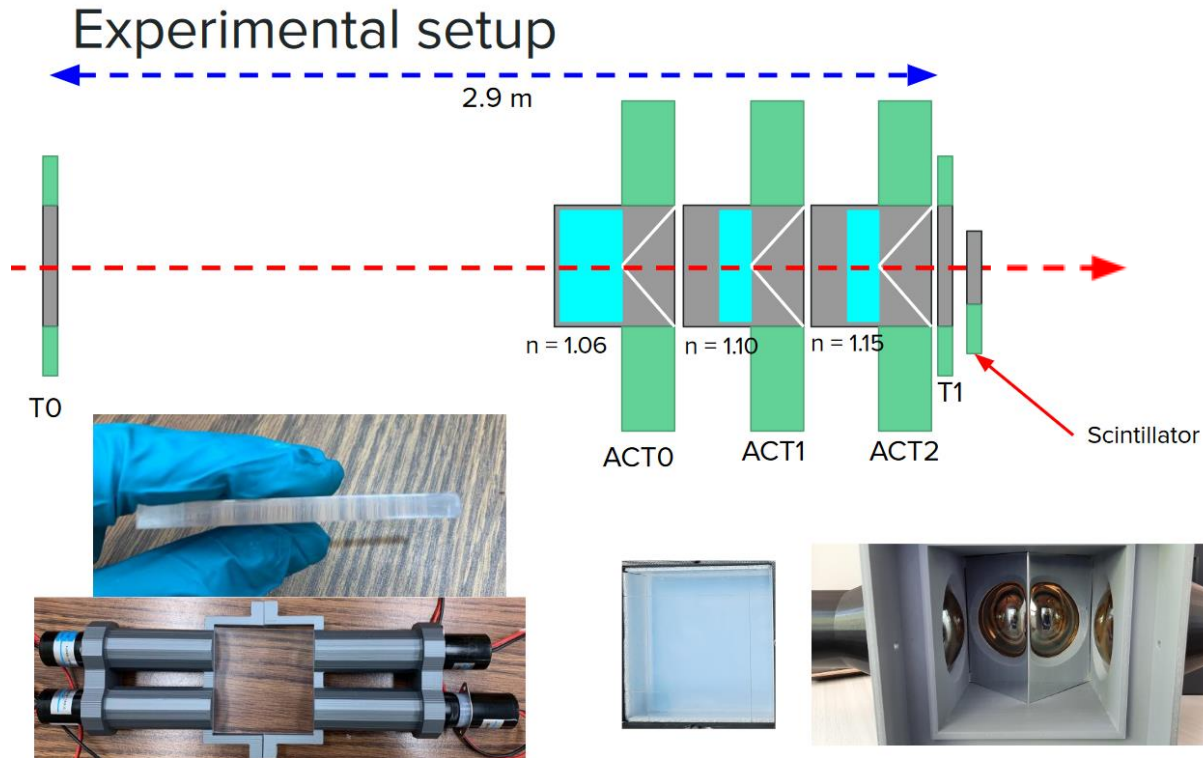 Experimental setup
2.9 m
n = 1.06
n = 1.10
n = 1.15
T0
ACT0
ACT1
ACT2
T1
Scintillator